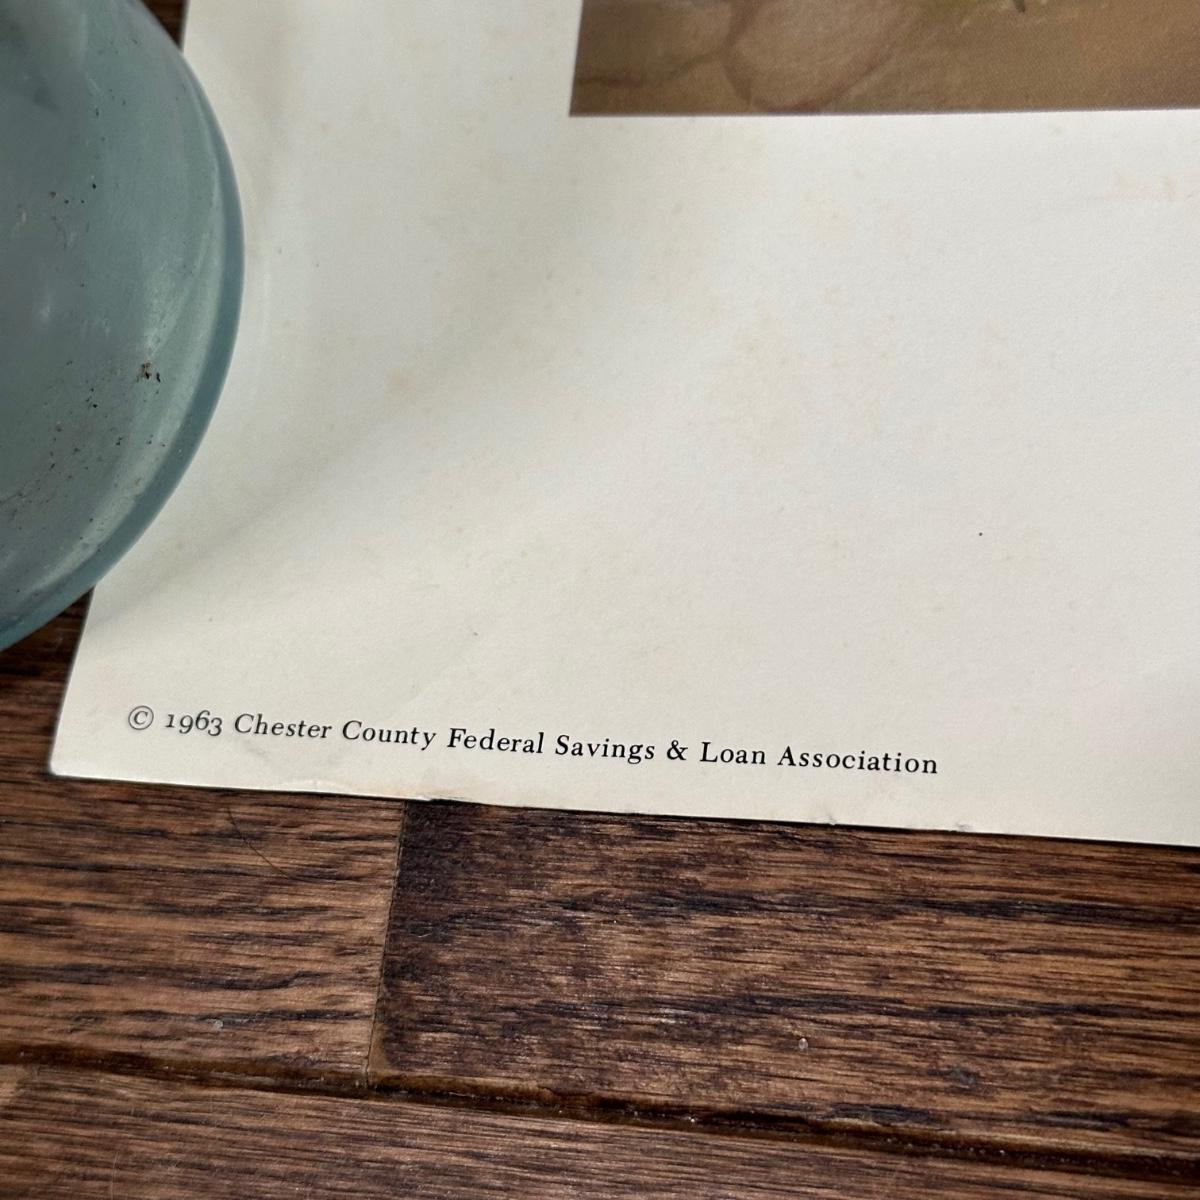 © 1963 Chester County Federal Savings & Loan Association